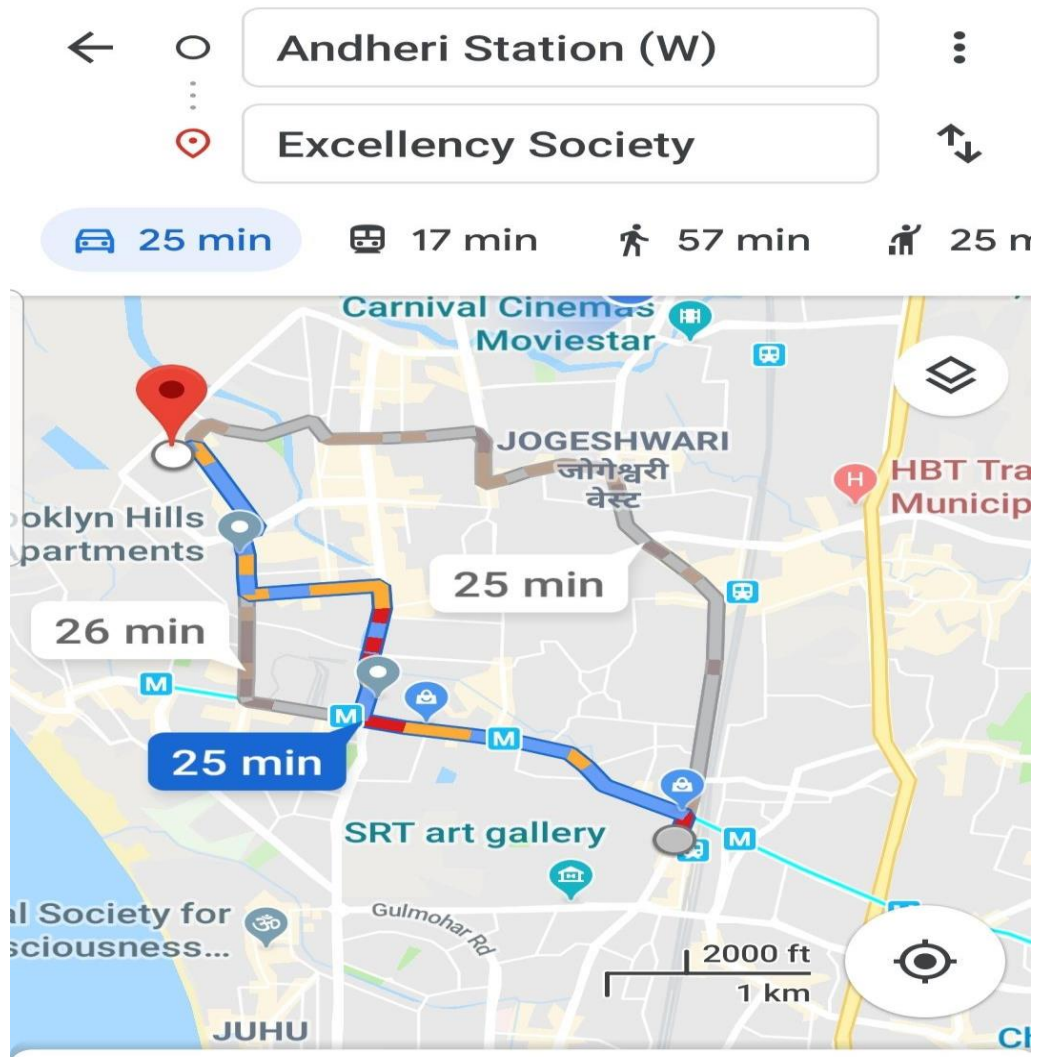 Andheri Station (W)
Excellency Society
25 min
17 min
57 min
25 m
Carnival Cinemas
Moviestar
JOGESHWARI
जोगेश्वरी
वेस्ट
H
HBT Tra
Municip
oklyn Hills
partments
25 min
26 min
M
M
M
25 min
SRT art gallery
M
al Society for
sciousness...
Gulmohar Rd
2000 ft
1 km
JUHU
Ch